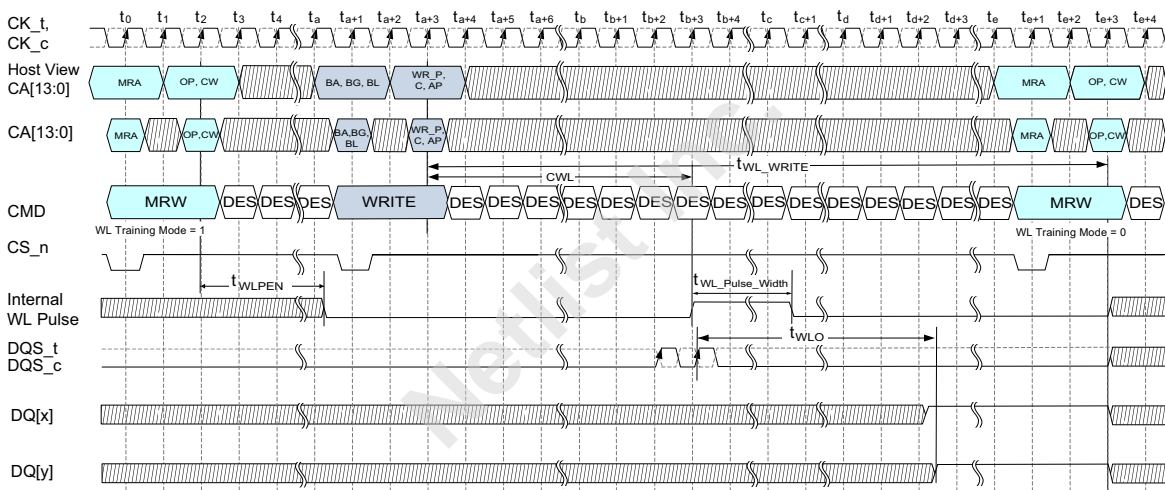 t0 t1 t2 t3 t4 ta ta+1 ta+2 ta+3 ta+4 ta+5 ta+6 tb tb+1 tb+2 tb+3 tb+4 tc tc+1 td td+1 td+2 td+3 te te+1 te+2 te+3 te+4
CK_t,
CK_c
Host View
CA[13:0]
MRA OP, CW BA, BG, BL WR_P, C, AP MRA OP, CW
CA[13:0]
MRA OP,CW BA,BG, BL WR_P, C, AP MRA OP,CW
tWL_WRITE
CWL
CMD
MRW DES DES DES WRITE DES DES DES DES DES DES DES DES DES DES DES DES DES DES DES MRW DES
WL Training Mode = 1 WL Training Mode = 0
CS_n
tWLPEN tWL_Pulse_Width
Internal
WL Pulse
tWLO
DQS_t
DQS_c
DQ[x]
DQ[y]
Netlist Inc.